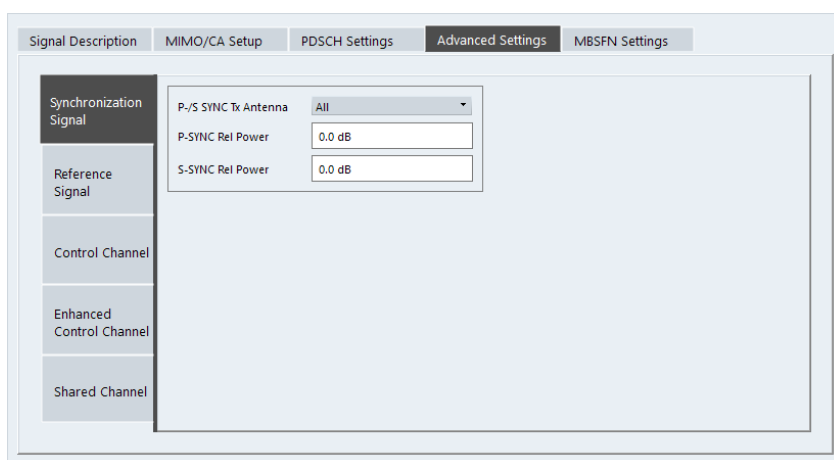 Signal Description MIMO/CA Setup PDSCH Settings Advanced Settings MBSFN Settings
Synchronization
Signal
P-/S SYNC Tx Antenna All
P-SYNC Rel Power 0.0 dB
S-SYNC Rel Power 0.0 dB
Reference
Signal
Control Channel
Enhanced
Control Channel
Shared Channel